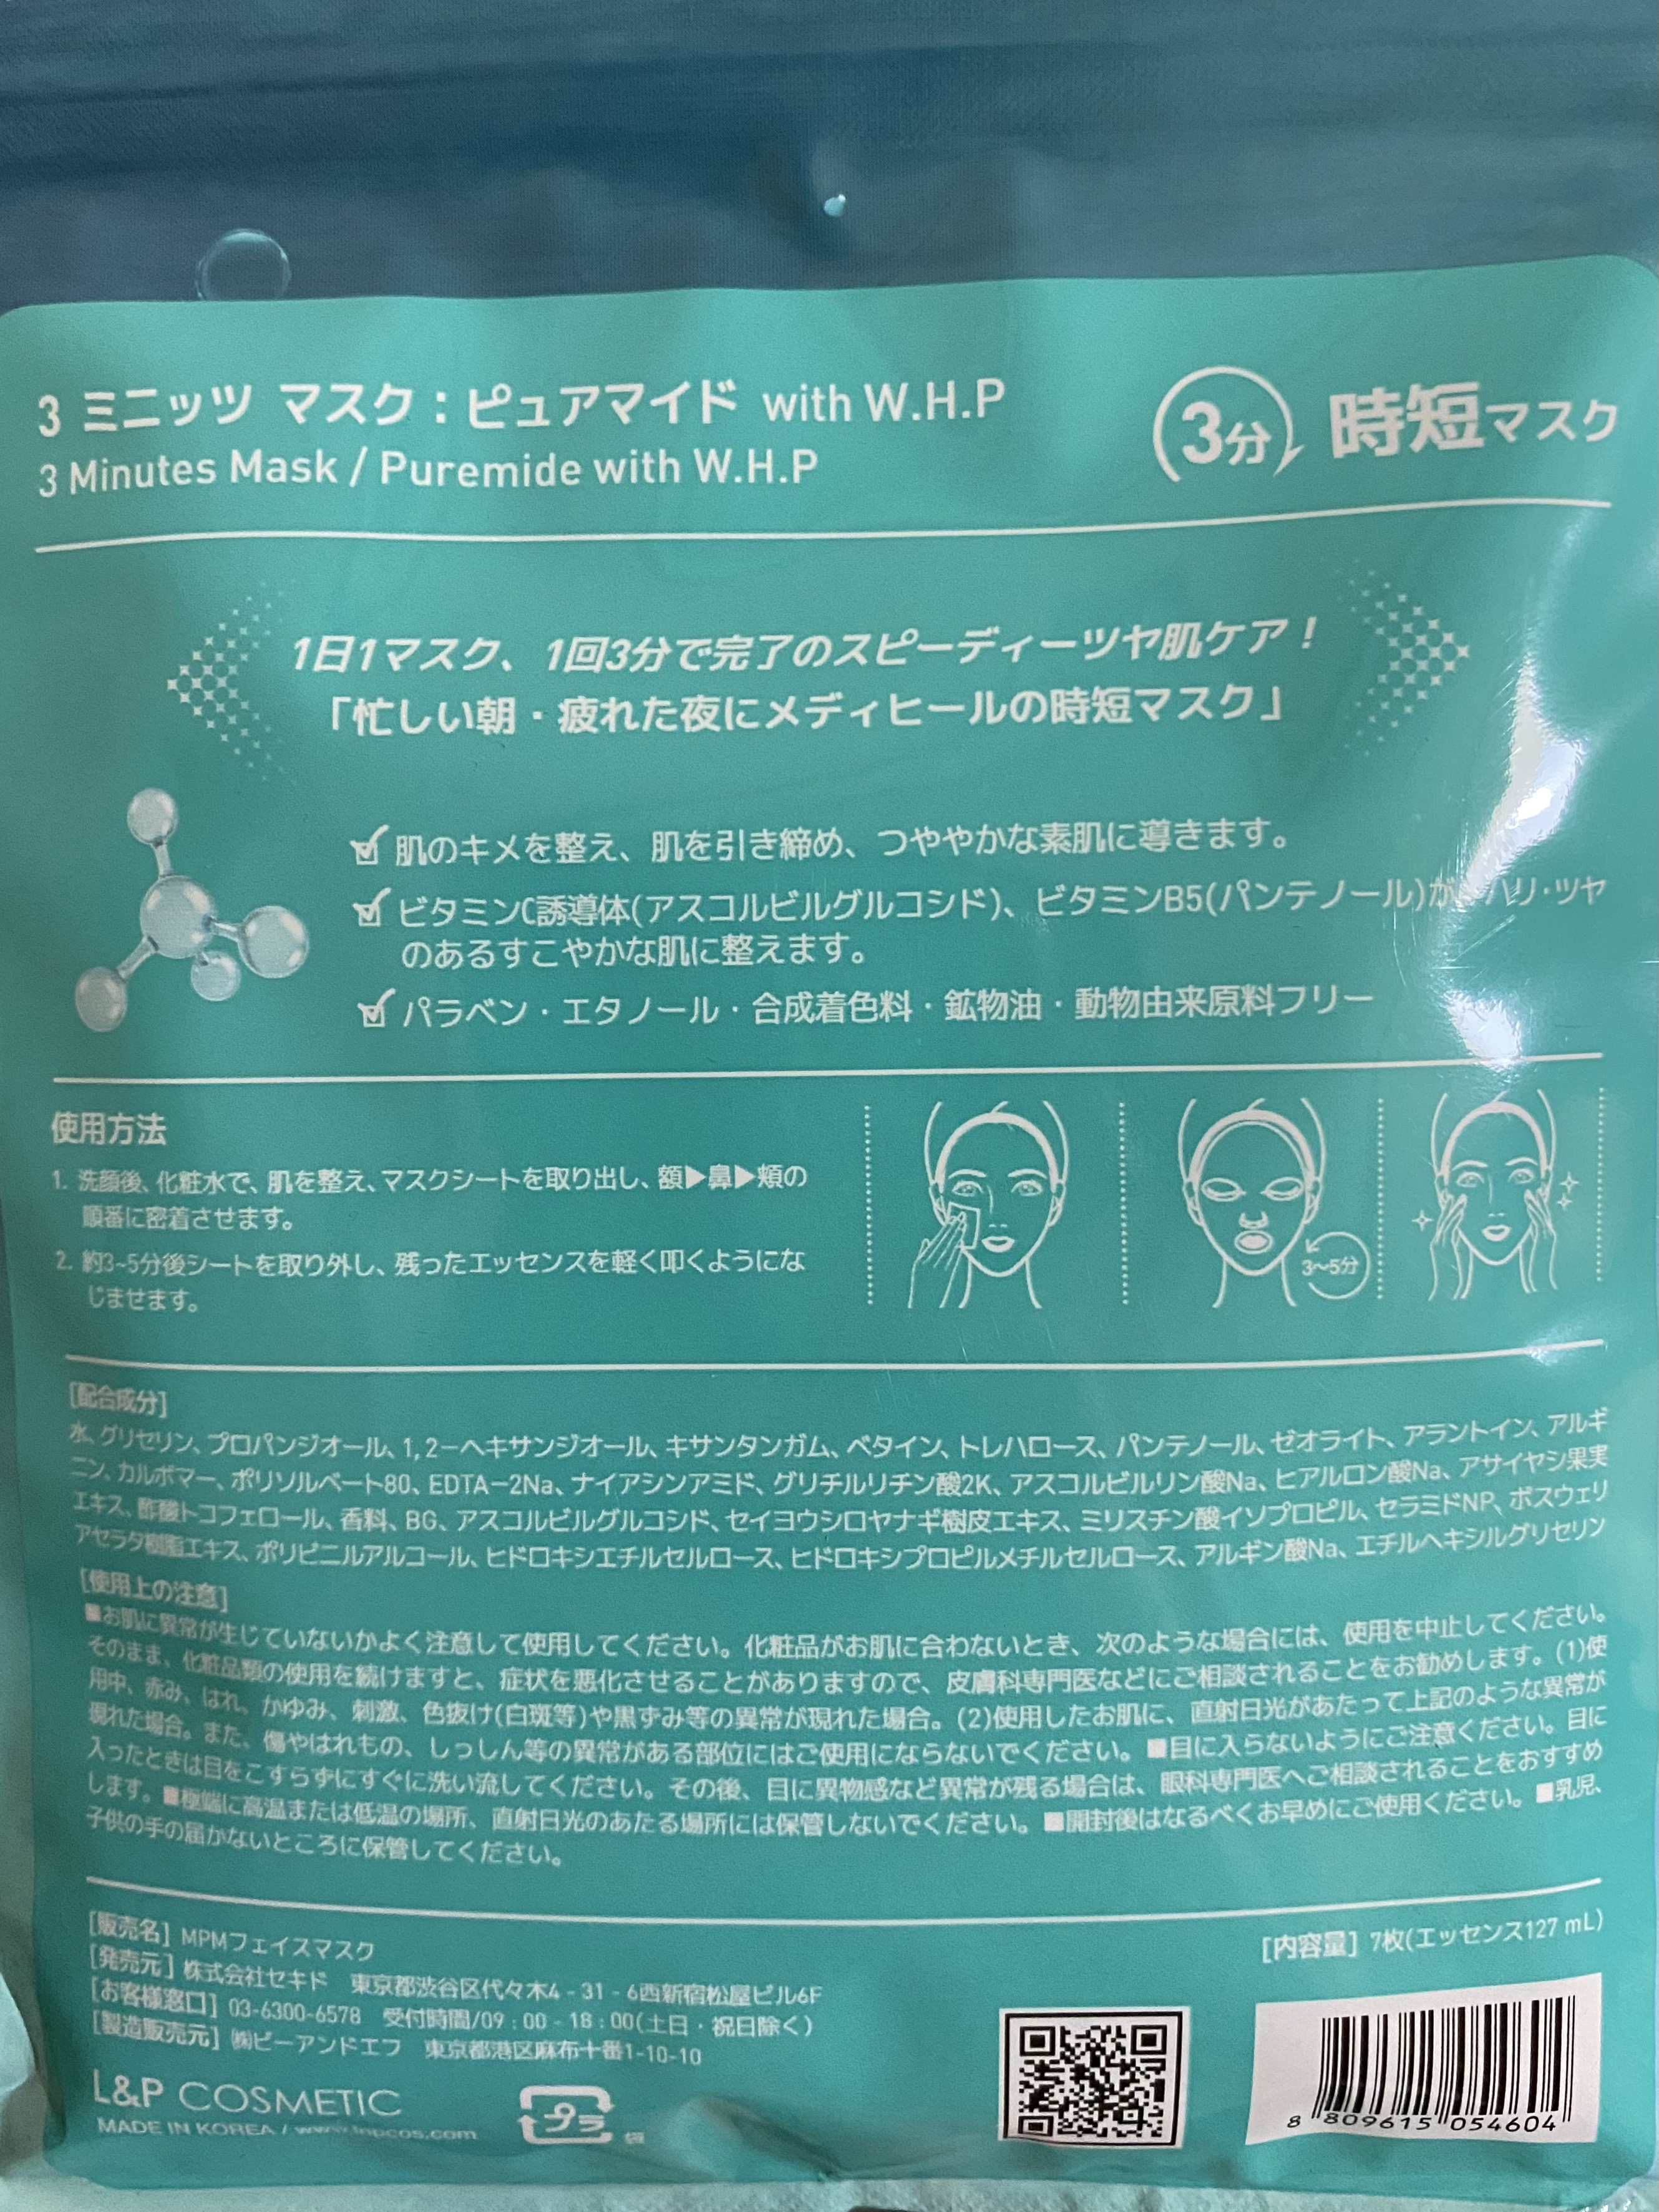 3 ミニッツ マスク：ピュアマイド with W.H.P
3 Minutes Mask / Puremide with W.H.P
3分 時短マスク
1日1マスク、1回3分で完了のスピーディーツヤ肌ケア！
「忙しい朝・疲れた夜にメディヒールの時短マスク」
肌のキメを整え、肌を引き締め、つややかな素肌に導きます。
ビタミンC誘導体(アスコルビルグルコシド)、ビタミンB5(パンテノール)が、ハリ・ツヤ
のあるすこやかな肌に整えます。
パラベン・エタノール・合成着色料・鉱物油・動物由来原料フリー
使用方法
1. 洗顔後、化粧水で、肌を整え、マスクシートを取り出し、額▶鼻▶頬の
順番に密着させます。
2. 約3~5分後シートを取り外し、残ったエッセンスを軽く叩くようにな
じませます。
3～5分
[配合成分]
水、グリセリン、プロパンジオール、1,2－ヘキサンジオール、キサンタンガム、ベタイン、トレハロース、パンテノール、ゼオライト、アラントイン、アルギ
ニン、カルボマー、ポリソルベート80、EDTA－2Na、ナイアシンアミド、グリチルリチン酸2K、アスコルビルリン酸Na、ヒアルロン酸Na、アサイヤシ果実
エキス、酢酸トコフェロール、香料、BG、アスコルビルグルコシド、セイヨウシロヤナギ樹皮エキス、ミリスチン酸イソプロピル、セラミドNP、ボスウェリ
アセラタ樹脂エキス、ポリビニルアルコール、ヒドロキシエチルセルロース、ヒドロキシプロピルメチルセルロース、アルギン酸Na、エチルヘキシルグリセリン
[使用上の注意]
■お肌に異常が生じていないかよく注意して使用してください。化粧品がお肌に合わないとき、次のような場合には、使用を中止してください。
そのまま、化粧品類の使用を続けますと、症状を悪化させることがありますので、皮膚科専門医などにご相談されることをお勧めします。(1)使
用中、赤み、はれ、かゆみ、刺激、色抜け(白斑等)や黒ずみ等の異常が現れた場合。(2)使用したお肌に、直射日光があたって上記のような異常が
現れた場合。また、傷やはれもの、しっしん等の異常がある部位にはご使用にならないでください。■目に入らないようにご注意ください。目に
入ったときは目をこすらずにすぐに洗い流してください。その後、目に異物感など異常が残る場合は、眼科専門医へご相談されることをおすすめ
します。■極端に高温または低温の場所、直射日光のあたる場所には保管しないでください。■開封後はなるべくお早めにご使用ください。■乳児、
子供の手の届かないところに保管してください。
[販売名] MPMフェイスマスク
[発売元] 株式会社セキド 東京都渋谷区代々木4 - 31 - 6西新宿松屋ビル6F
[お客様窓口] 03-6300-6578 受付時間/09：00 - 18：00(土日・祝日除く)
[製造販売元] ㈱ピーアンドエフ 東京都港区麻布十番1-10-10
[内容量] 7枚(エッセンス127 mL)
L&P COSMETIC
MADE IN KOREA / www.lnpcos.com
プラ
袋
8 809615 054604